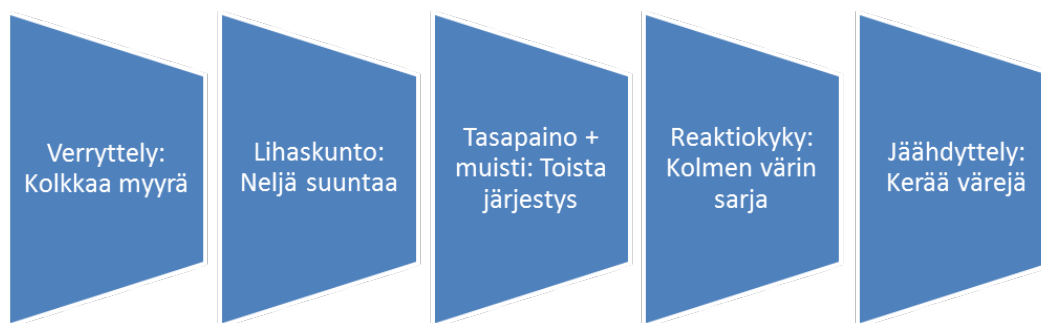 Verryttely:
Kolkkaa myyrä
Lihaskunto:
Neljä suuntaa
Tasapaino +
muisti: Toista
järjestys
Reaktiokyky:
Kolmen värin
sarja
Jäähdyttely:
Kerää värejä